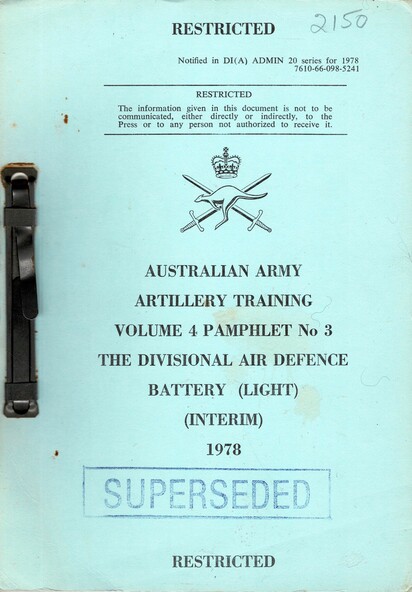 2150
RESTRICTED
Notified in DI(A) ADMIN 20 series for 1978
7610-66-098-5241
RESTRICTED
The information given in this document is not to be
communicated, either directly or indirectly, to the
Press or to any person not authorized to receive it.
AUSTRALIAN ARMY
ARTILLERY TRAINING
VOLUME 4 PAMPHLET No 3
THE DIVISIONAL AIR DEFENCE
BATTERY (LIGHT)
(INTERIM)
1978
SUPERSEDED
RESTRICTED